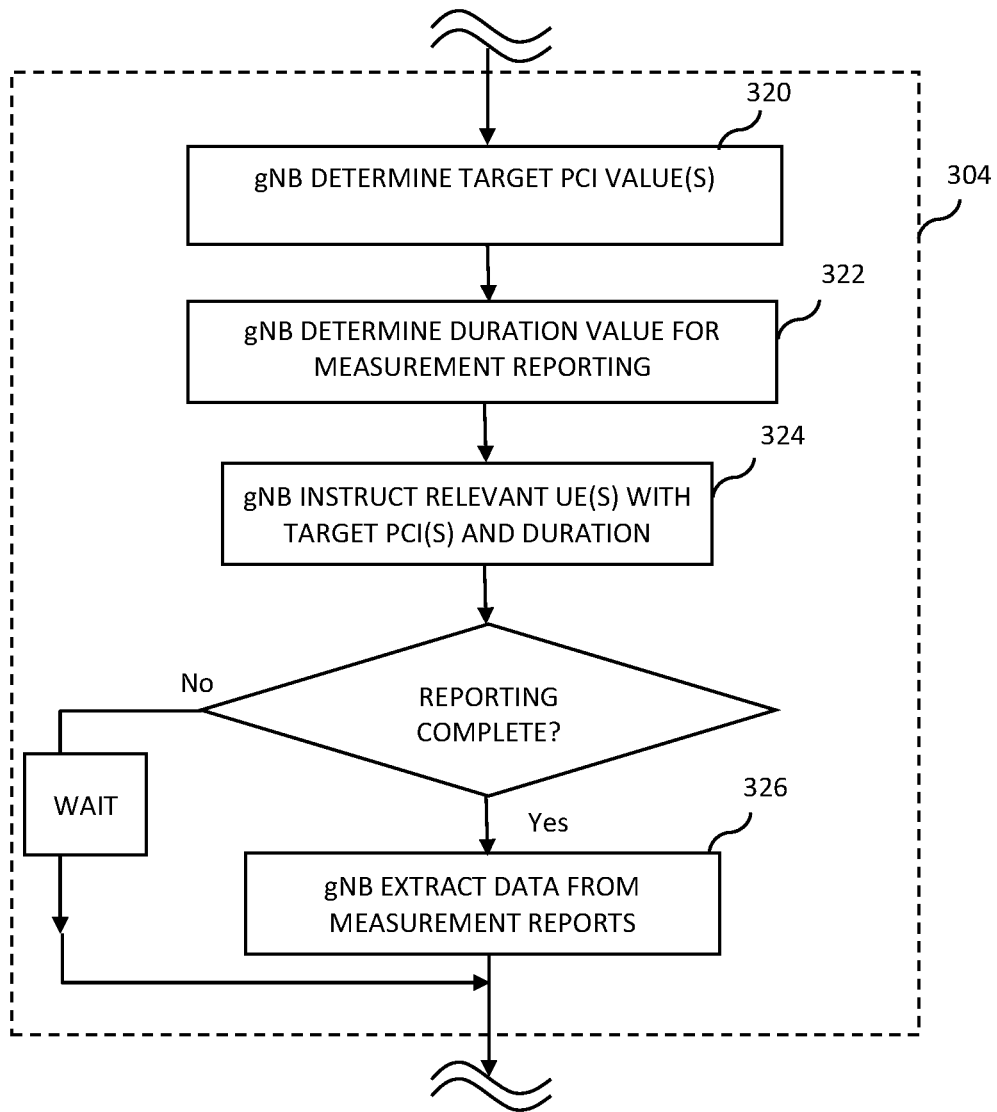 320
gNB DETERMINE TARGET PCI VALUE(S)
304
322
gNB DETERMINE DURATION VALUE FOR
MEASUREMENT REPORTING
324
gNB INSTRUCT RELEVANT UE(S) WITH
TARGET PCI(S) AND DURATION
No
REPORTING
COMPLETE?
WAIT
326
Yes
gNB EXTRACT DATA FROM
MEASUREMENT REPORTS